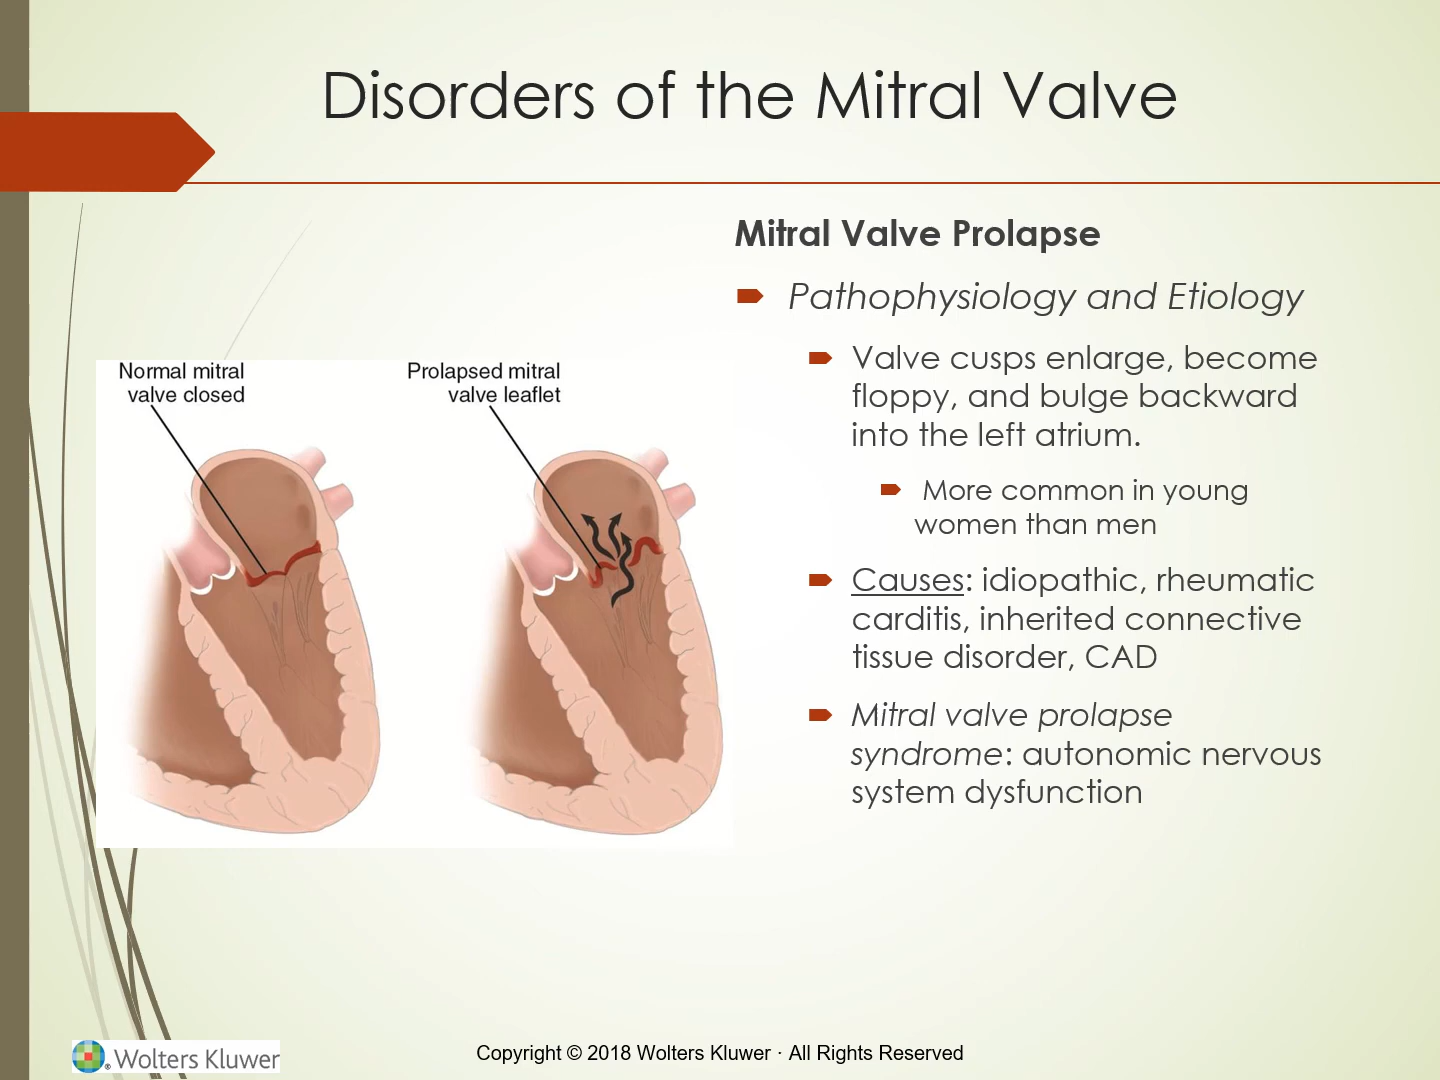 Disorders of the Mitral Valve
Mitral Valve Prolapse
Pathophysiology and Etiology
Valve cusps enlarge, become
floppy, and bulge backward
into the left atrium.
More common in young
women than men
Causes: idiopathic, rheumatic
carditis, inherited connective
tissue disorder, CAD
Mitral valve prolapse
syndrome: autonomic nervous
system dysfunction
Normal mitral
valve closed
Prolapsed mitral
valve leaflet
Wolters Kluwer
Copyright © 2018 Wolters Kluwer · All Rights Reserved